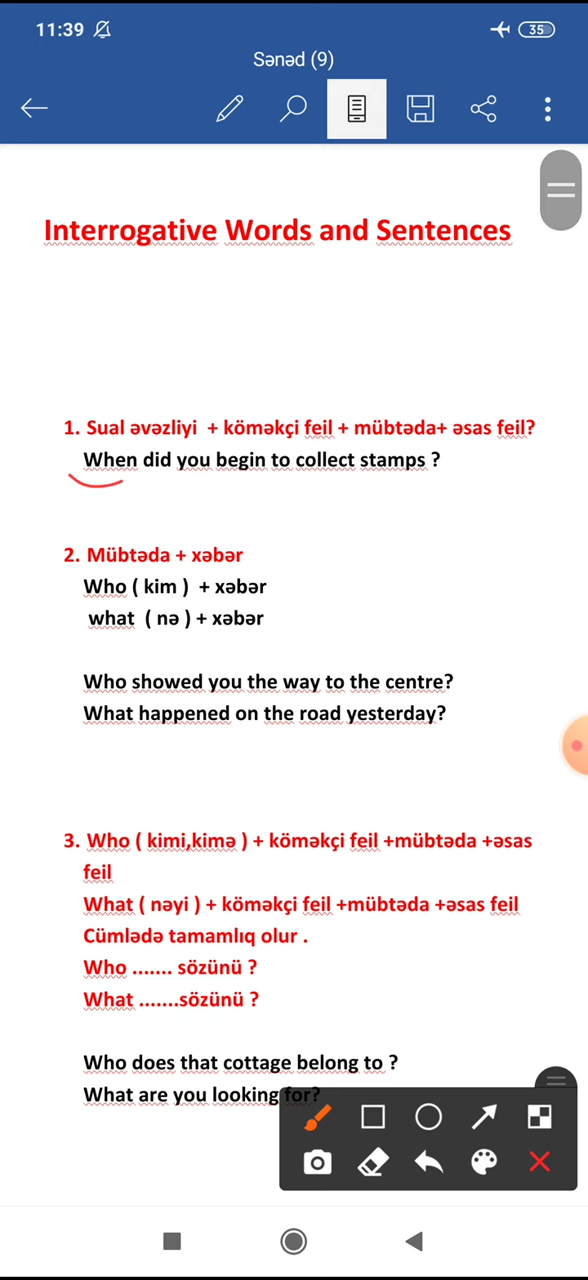 11:39
35
Sənəd (9)
Interrogative Words and Sentences
1. Sual əvəzliyi + köməkçi feil + mübtəda+ əsas feil?
When did you begin to collect stamps ?
2. Mübtəda + xəbər
Who ( kim ) + xəbər
what ( nə ) + xəbər
Who showed you the way to the centre?
What happened on the road yesterday?
3. Who ( kimi,kimə ) + köməkçi feil +mübtəda +əsas
feil
What ( nəyi ) + köməkçi feil +mübtəda +əsas feil
Cümlədə tamamlıq olur .
Who ....... sözünü ?
What .......sözünü ?
Who does that cottage belong to ?
What are you looking for?